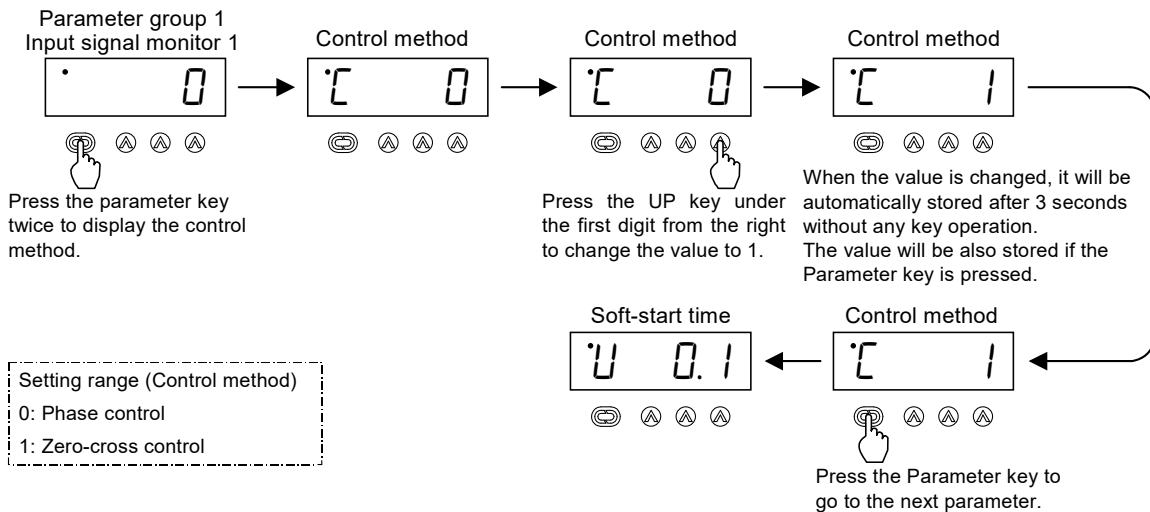 Parameter group 1
Input signal monitor 1
0
Control method
C 0
Control method
C 0
Control method
C 1
Press the parameter key
twice to display the control
method.
Press the UP key under
the first digit from the right
to change the value to 1.
When the value is changed, it will be
automatically stored after 3 seconds
without any key operation.
The value will be also stored if the
Parameter key is pressed.
Control method
C 1
Press the Parameter key to
go to the next parameter.
Soft-start time
U 0.1
Setting range (Control method)
0: Phase control
1: Zero-cross control